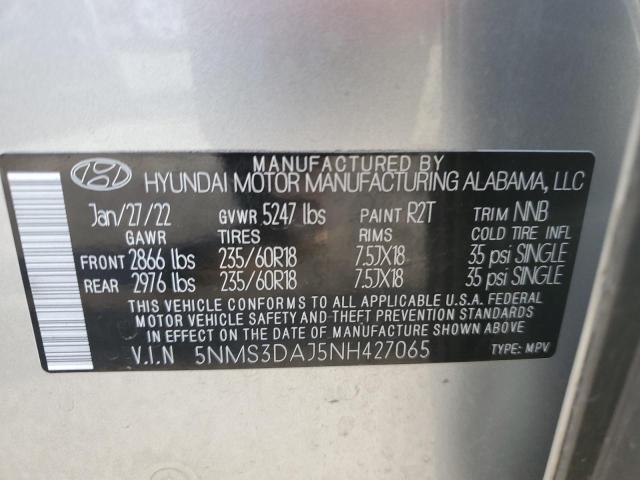 MANUFACTURED BY
HYUNDAI MOTOR MANUFACTURING ALABAMA, LLC
Jan/27/22 GVWR 5247 lbs PAINT R2T TRIM NNB
GAWR TIRES RIMS COLD TIRE INFL
FRONT 2866 lbs 235/60R18 7.5JX18 35 psi SINGLE
REAR 2976 lbs 235/60R18 7.5JX18 35 psi SINGLE
THIS VEHICLE CONFORMS TO ALL APPLICABLE U.S.A. FEDERAL
MOTOR VEHICLE SAFETY AND THEFT PREVENTION STANDARDS
IN EFFECT ON THE DATE OF MANUFACTURE SHOWN ABOVE.
V.I.N 5NMS3DAJ5NH427065 TYPE: MPV